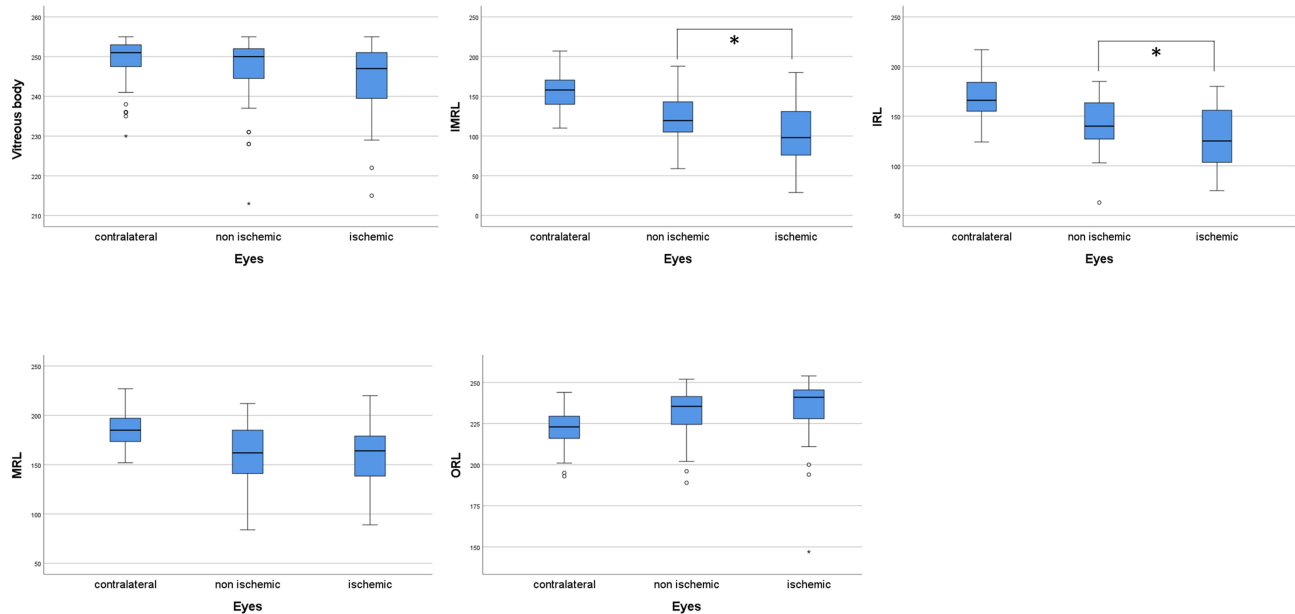 260
250
240
230
220
210
Vitreous body
contralateral non ischemic ischemic
Eyes
250
200
150
100
50
0
IMRL
*
contralateral non ischemic ischemic
Eyes
200
150
100
50
IRL
*
contralateral non ischemic ischemic
Eyes
250
200
150
100
50
MRL
contralateral non ischemic ischemic
Eyes
250
225
200
175
150
ORL
contralateral non ischemic ischemic
Eyes